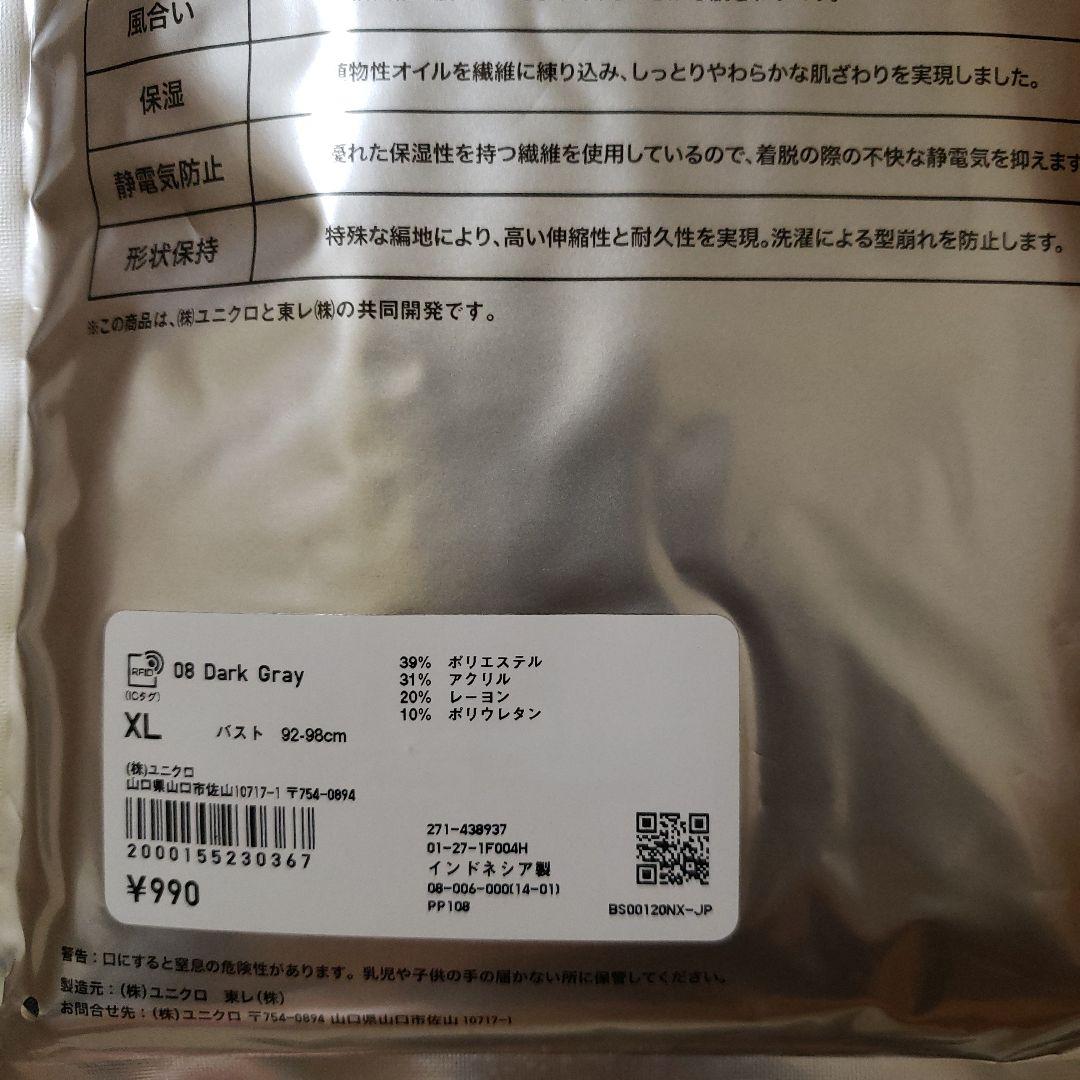 風合い
保湿
物性オイルを繊維に練り込み、しっとりやわらかな肌ざわりを実現しました。
静電気防止
れた保湿性を持つ繊維を使用しているので、着脱の際の不快な静電気を抑えます
形状保持
特殊な編地により、高い伸縮性と耐久性を実現。洗濯による型崩れを防止します。
※この商品は、㈱ユニクロと東レ㈱の共同開発です。
RFID
(ICタグ)
08 Dark Gray
39% ポリエステル
31% アクリル
20% レーヨン
10% ポリウレタン
XL バスト 92-98cm
(株)ユニクロ
山口県山口市佐山10717-1 〒754-0894
2000155230367
¥990
271-438937
01-27-1F004H
インドネシア製
08-006-000(14-01)
PP108
BS00120NX-JP
警告：口にすると窒息の危険性があります。乳児や子供の手の届かない所に保管してください。
製造元：(株)ユニクロ 東レ(株)
お問合せ先：(株)ユニクロ 〒754-0894 山口県山口市佐山 10717-1